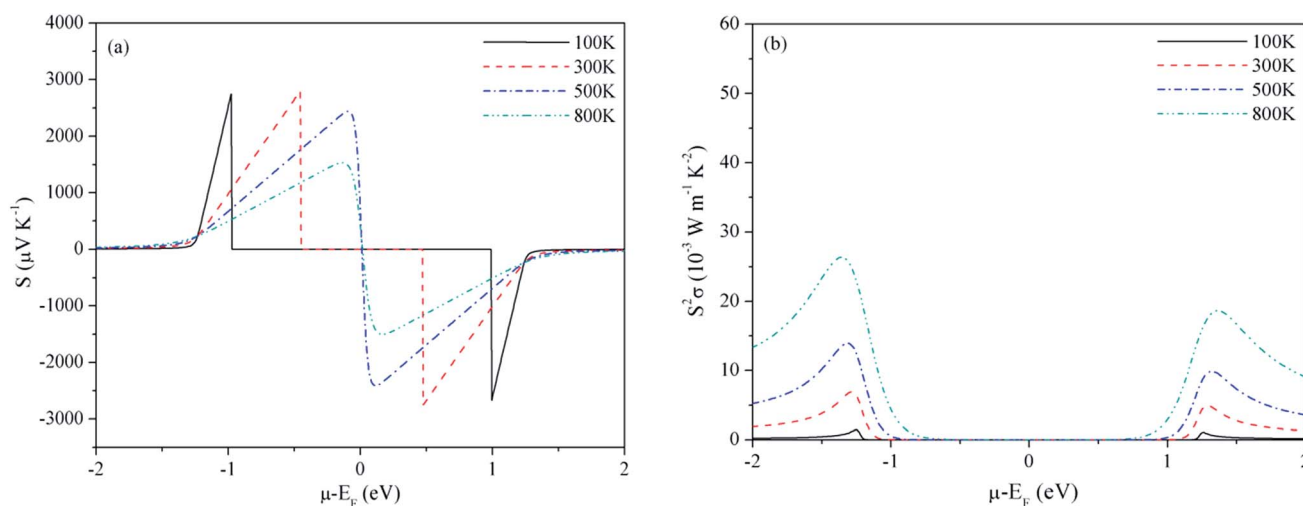 (a)
100K
300K
500K
800K
4000
3000
2000
1000
0
-1000
-2000
-3000
S (μV K⁻¹)
-2
-1
0
1
2
μ-E_F (eV)
(b)
100K
300K
500K
800K
60
50
40
30
20
10
0
S²σ (10⁻³ W m⁻¹ K⁻²)
-2
-1
0
1
2
μ-E_F (eV)